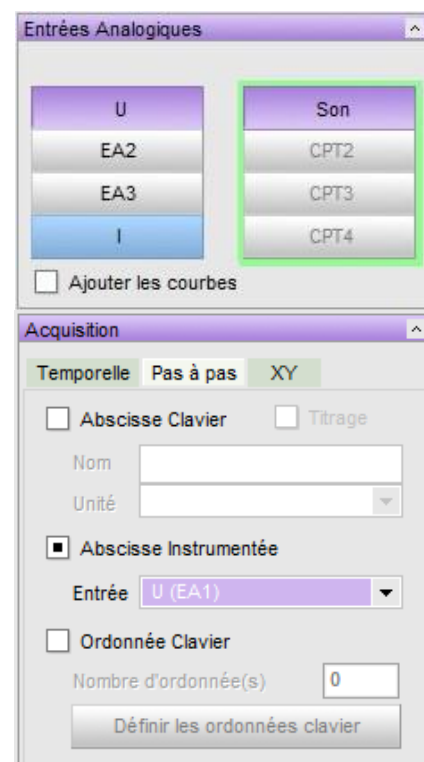 Entrées Analogiques
U Son
EA2 CPT2
EA3 CPT3
I CPT4
Ajouter les courbes
Acquisition
Temporelle Pas à pas XY
Abscisse Clavier Titrage
Nom
Unité
Abscisse Instrumentée
Entrée U (EA1)
Ordonnée Clavier
Nombre d'ordonnée(s) 0
Définir les ordonnées clavier